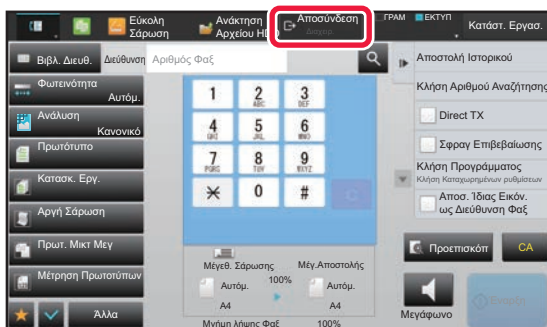 Εύκολη
Σάρωση
Ανάκτηση
Αρχείου HD
Αποσύνδεση
Διαχειρ.
ΓΡΑΜ
ΕΚΤΥΠ
Κατάστ. Εργασ.
Βιβλ. Διευθ.
Διεύθυνση
Αριθμός Φαξ
Αποστολή Ιστορικού
Φωτεινότητα
Αυτόμ.
Κλήση Αριθμού Αναζήτησης
Ανάλυση
Κανονικό
Direct TX
Πρωτότυπο
Σφραγ Επιβεβαίωσης
Κατασκ. Εργ.
Κλήση Προγράμματος
Κλήση Καταχωρημένων ρυθμίσεων
Αργή Σάρωση
Αποσ. Ίδιας Εικόν.
ως Διεύθυνση Φαξ
1 2 3
ABC DEF
4 5 6
GHI JKL MNO
7 8 9
PQRS TUV WXYZ
0 #
C
Πρωτ. Μικτ Μεγ
Μέτρηση Πρωτοτύπων
Άλλα
Μέγεθ. Σάρωσης
Μέγ.Αποστολής
Αυτόμ.
100%
Αυτόμ.
A4
A4
Μνήμη λήψης Φαξ
100%
Προεπισκόπ
CA
Μεγάφωνο
Έναρξη